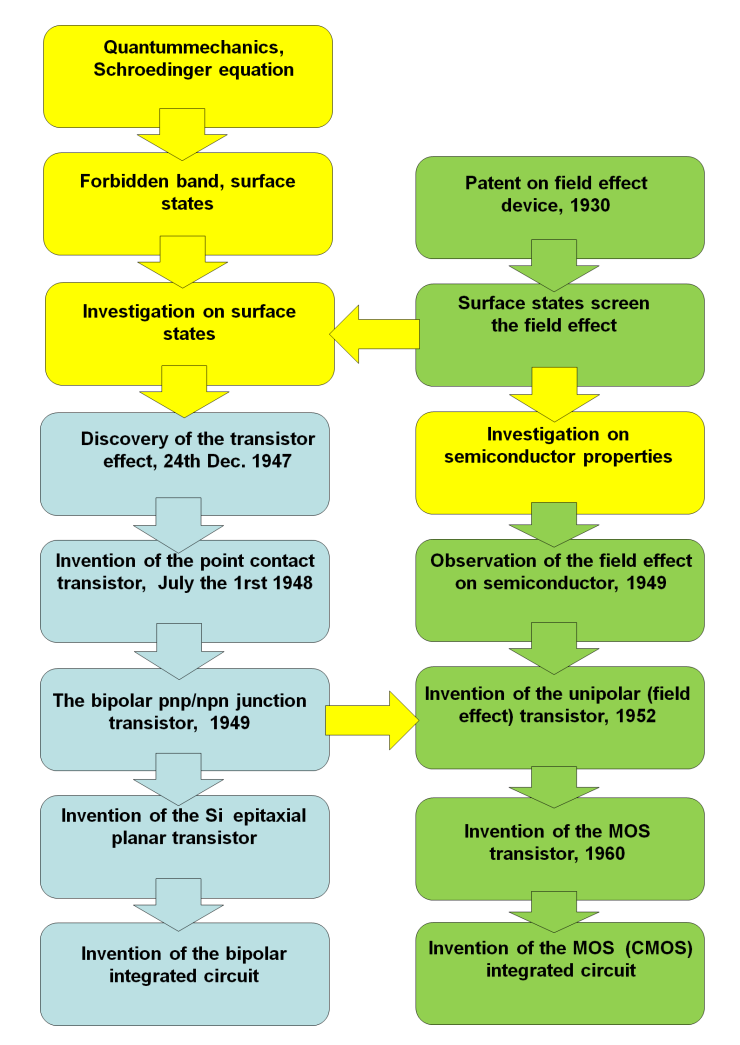 Quantummechanics,
Schroedinger equation
Forbidden band, surface
states
Investigation on surface
states
Discovery of the transistor
effect, 24th Dec. 1947
Invention of the point contact
transistor, July the 1rst 1948
The bipolar pnp/npn junction
transistor, 1949
Invention of the Si epitaxial
planar transistor
Invention of the bipolar
integrated circuit
Patent on field effect
device, 1930
Surface states screen
the field effect
Investigation on
semiconductor properties
Observation of the field effect
on semiconductor, 1949
Invention of the unipolar (field
effect) transistor, 1952
Invention of the MOS
transistor, 1960
Invention of the MOS (CMOS)
integrated circuit